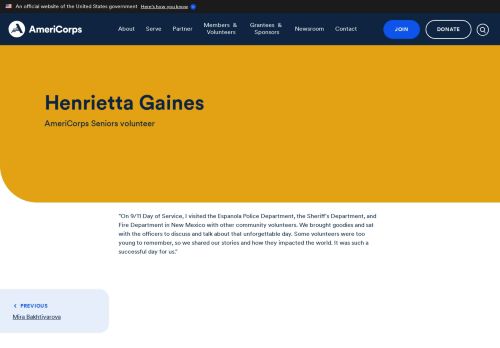 An official website of the United States government Here's how you know
AmeriCorps
About Serve Partner Members & Volunteers Grantees & Sponsors Newsroom Contact JOIN DONATE
Henrietta Gaines
AmeriCorps Seniors volunteer
"On 9/11 Day of Service, I visited the Espanola Police Department, the Sheriff's Department, and
Fire Department in New Mexico with other community volunteers. We brought goodies and sat
with the officers to discuss and talk about that unforgettable day. Some volunteers were too
young to remember, so we shared our stories and how they impacted the world. It was such a
successful day for us."
PREVIOUS
Mira Bakhtiyarova